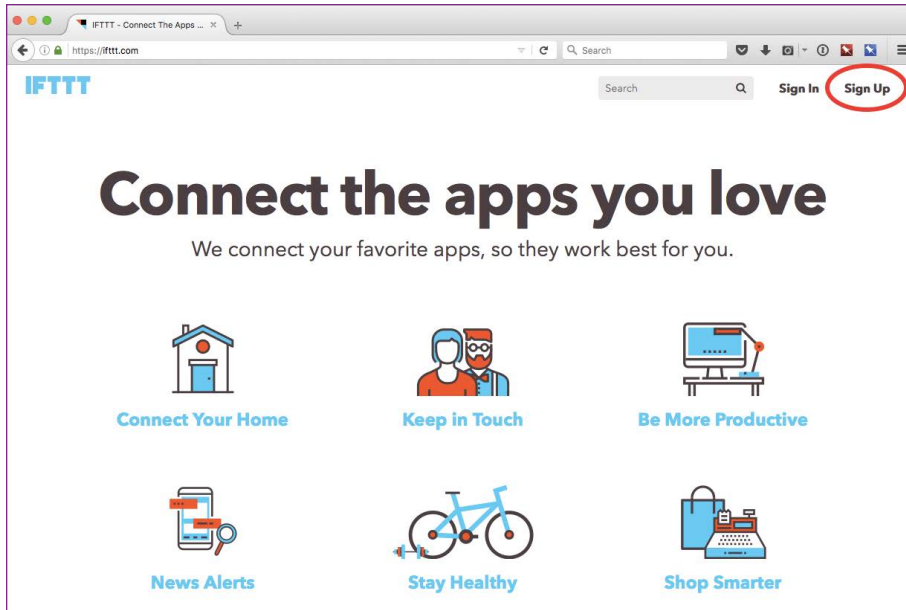 IFTTT - Connect The Apps ...
https://ifttt.com
Search
IFTTT
Search
Sign In
Sign Up
Connect the apps you love
We connect your favorite apps, so they work best for you.
Connect Your Home
Keep in Touch
Be More Productive
News Alerts
Stay Healthy
Shop Smarter